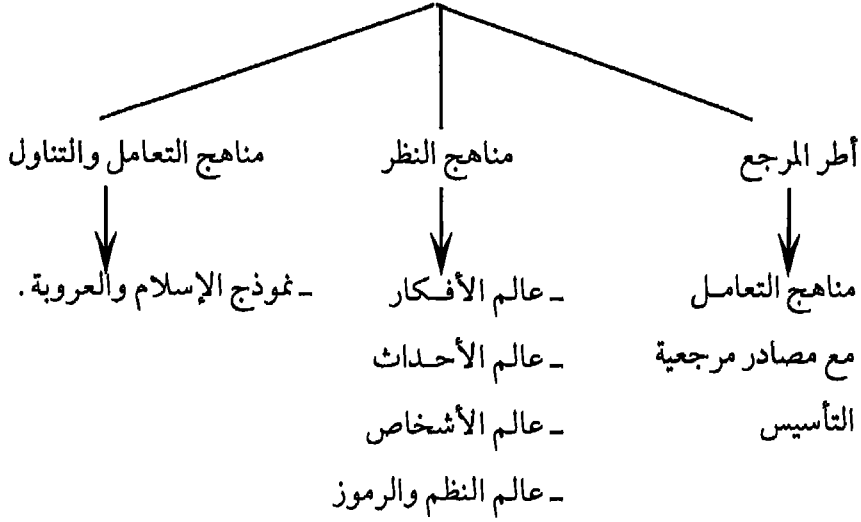 أطر المرجع
مناهج التعامل
مع مصادر مرجعية
التأسيس
مناهج النظر
ـ عالم الأفكار
ـ عالم الأحداث
ـ عالم الأشخاص
ـ عالم النظم والرموز
مناهج التعامل والتناول
ـ نموذج الإسلام والعروبة .